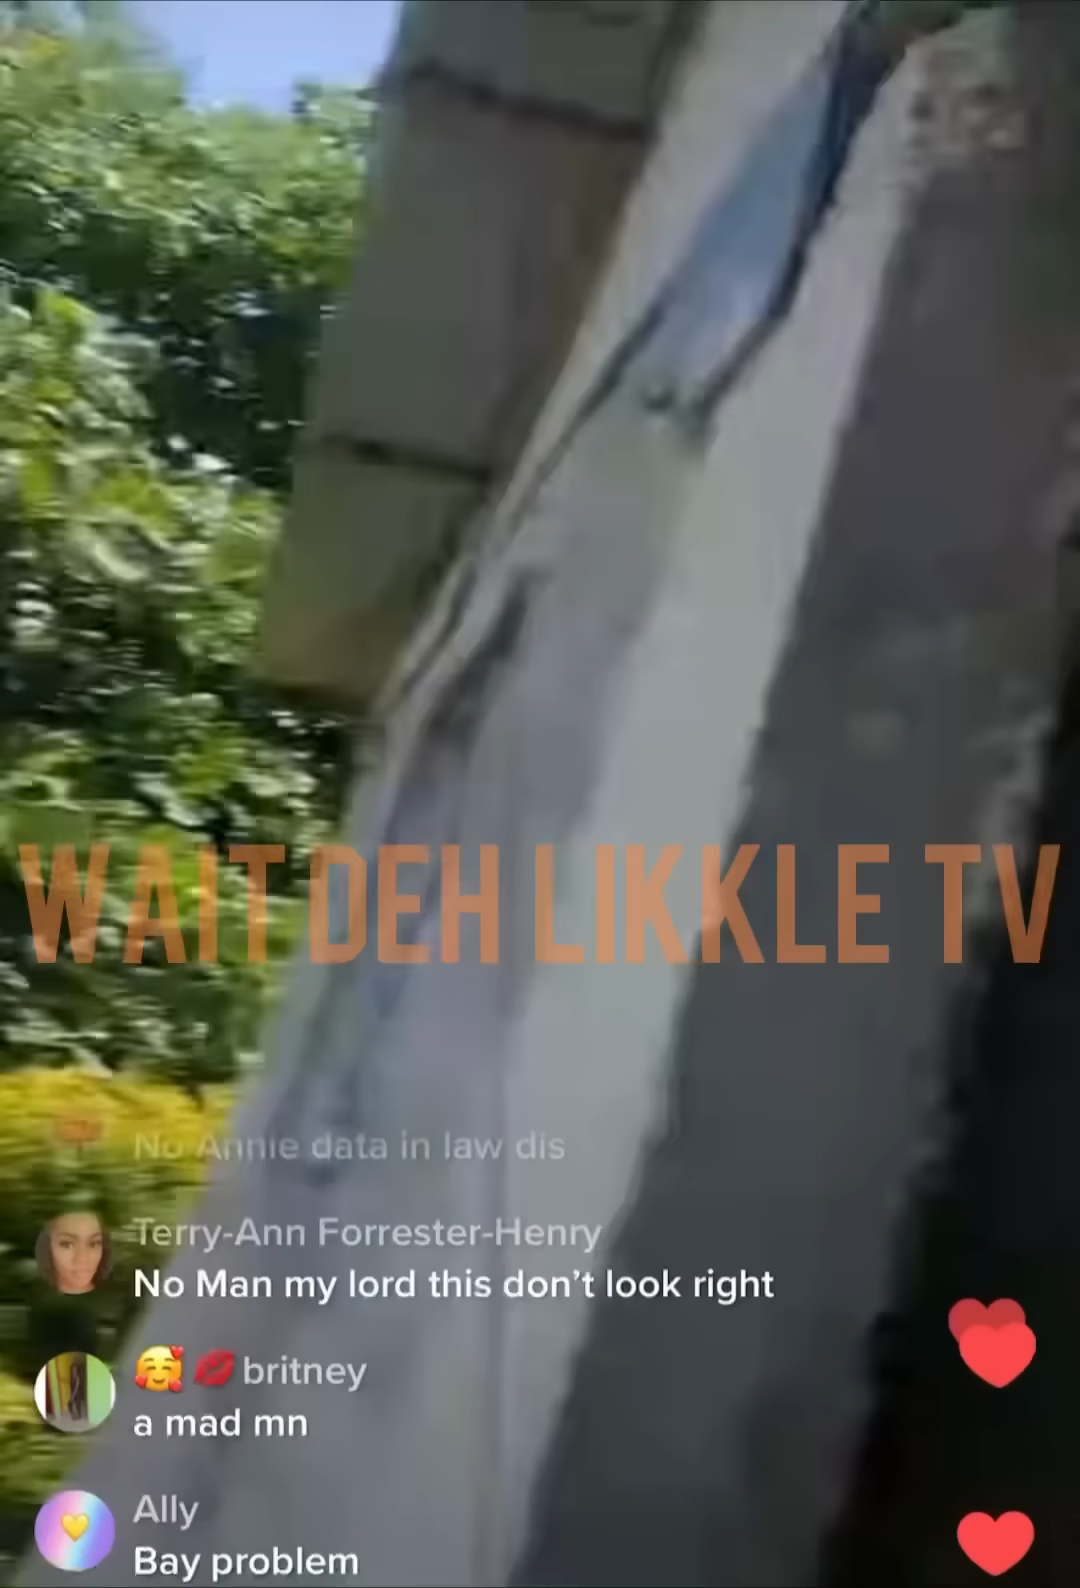 WAIT DEH LIKKLE TV
No Annie data in law dis
Terry-Ann Forrester-Henry
No Man my lord this don't look right
🥰💋britney
a mad mn
Ally
Bay problem